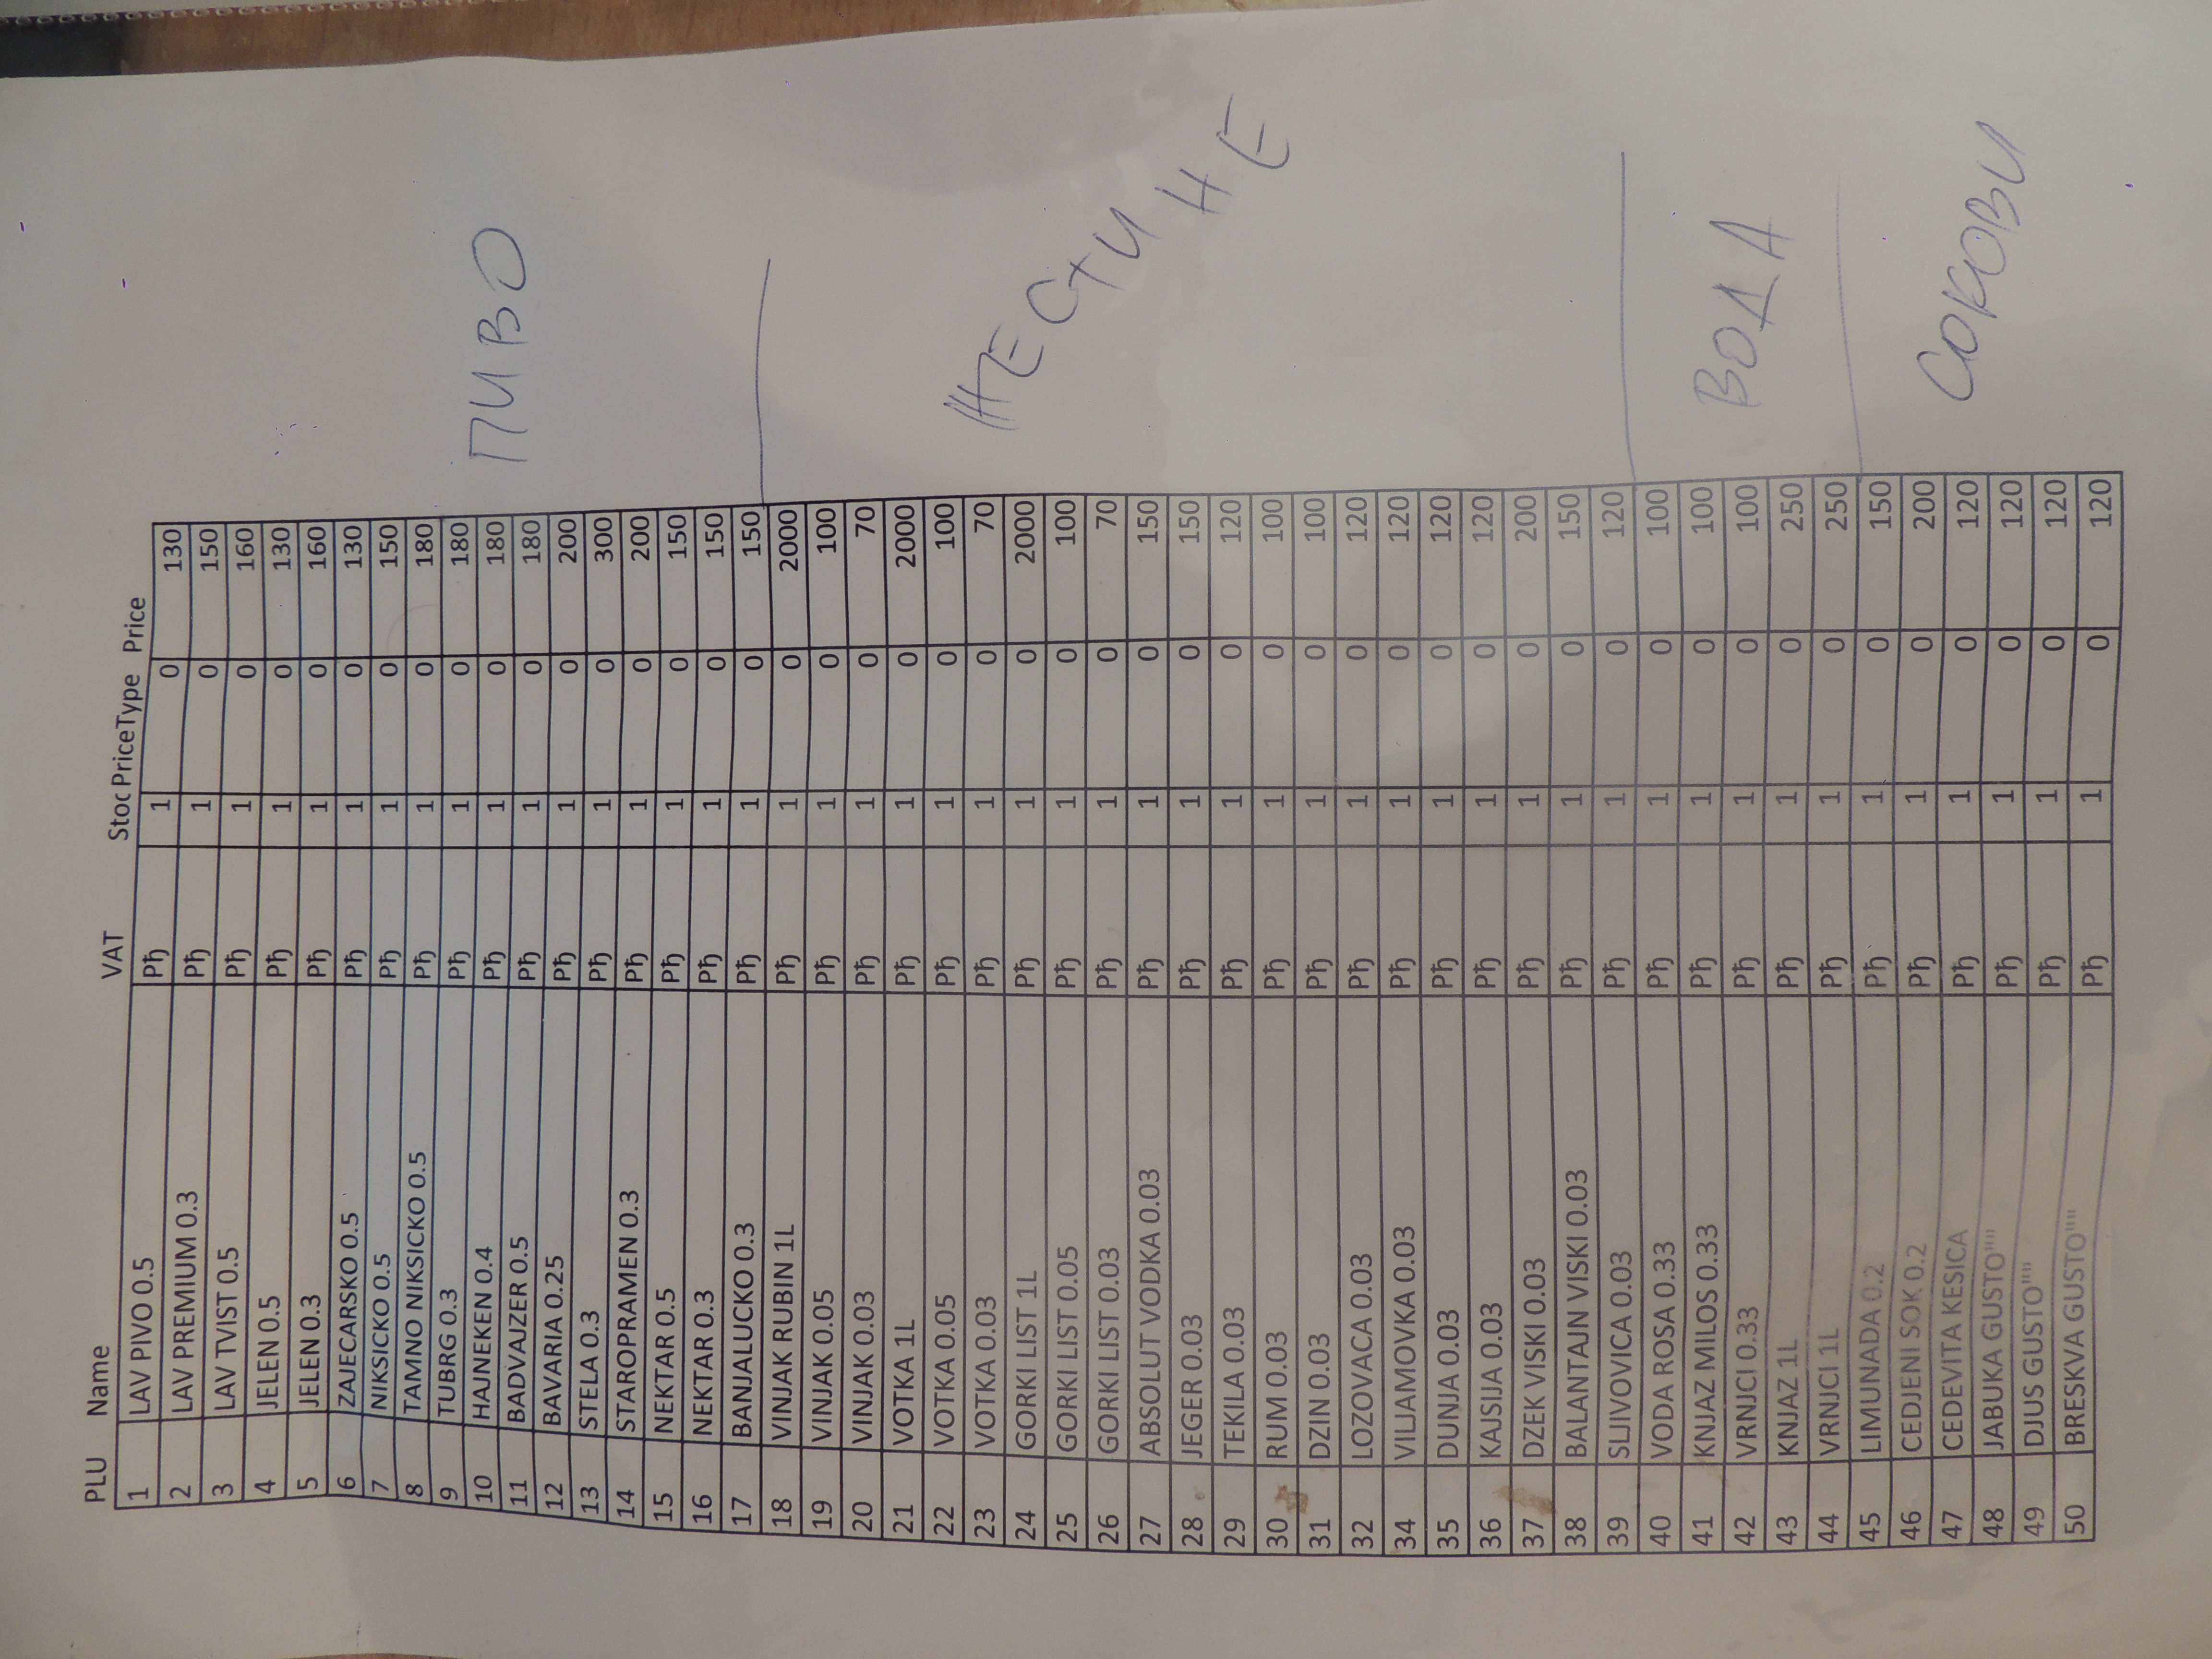 PLU Name VAT Stoc PriceType Price
1 LAV PIVO 0.5 Рђ 1 0 130
2 LAV PREMIUM 0.3 Рђ 1 0 150
3 LAV TVIST 0.5 Рђ 1 0 160
4 JELEN 0.5 Рђ 1 0 130
5 JELEN 0.3 Рђ 1 0 160
6 ZAJECARSKO 0.5 Рђ 1 0 130
7 NIKSICKO 0.5 Рђ 1 0 150
8 TAMNO NIKSICKO 0.5 Рђ 1 0 180
9 TUBRG 0.3 Рђ 1 0 180
10 HAJNEKEN 0.4 Рђ 1 0 180
ПИВО
11 BADVAJZER 0.5 Рђ 1 0 180
12 BAVARIA 0.25 Рђ 1 0 200
13 STELA 0.3 Рђ 1 0 300
14 STAROPRAMEN 0.3 Рђ 1 0 200
15 NEKTAR 0.5 Рђ 1 0 150
16 NEKTAR 0.3 Рђ 1 0 150
17 BANJALUCKO 0.3 Рђ 1 0 150
18 VINJAK RUBIN 1L Рђ 1 0 2000
19 VINJAK 0.05 Рђ 1 0 100
20 VINJAK 0.03 Рђ 1 0 70
21 VOTKA 1L Рђ 1 0 2000
22 VOTKA 0.05 Рђ 1 0 100
23 VOTKA 0.03 Рђ 1 0 70
24 GORKI LIST 1L Рђ 1 0 2000
25 GORKI LIST 0.05 Рђ 1 0 100
26 GORKI LIST 0.03 Рђ 1 0 70
ЖЕСТИНЕ
27 ABSOLUT VODKA 0.03 Рђ 1 0 150
28 JEGER 0.03 Рђ 1 0 150
29 TEKILA 0.03 Рђ 1 0 120
30 RUM 0.03 Рђ 1 0 100
31 DZIN 0.03 Рђ 1 0 100
32 LOZOVACA 0.03 Рђ 1 0 120
34 VILJAMOVKA 0.03 Рђ 1 0 120
35 DUNJA 0.03 Рђ 1 0 120
36 KAJSIJA 0.03 Рђ 1 0 120
37 DZEK VISKI 0.03 Рђ 1 0 200
38 BALANTAJN VISKI 0.03 Рђ 1 0 150
39 SLJIVOVICA 0.03 Рђ 1 0 120
40 VODA ROSA 0.33 Рђ 1 0 100
41 KNJAZ MILOS 0.33 Рђ 1 0 100
42 VRNJCI 0.33 Рђ 1 0 100
ВОДА
43 KNJAZ 1L Рђ 1 0 250
44 VRNJCI 1L Рђ 1 0 250
45 LIMUNADA 0.2 Рђ 1 0 150
46 CEDJENI SOK 0.2 Рђ 1 0 200
47 CEDEVITA KESICA Рђ 1 0 120
СОКОВИ
48 JABUKA GUSTO"" Рђ 1 0 120
49 DJUS GUSTO"" Рђ 1 0 120
50 BRESKVA GUSTO"" Рђ 1 0 120